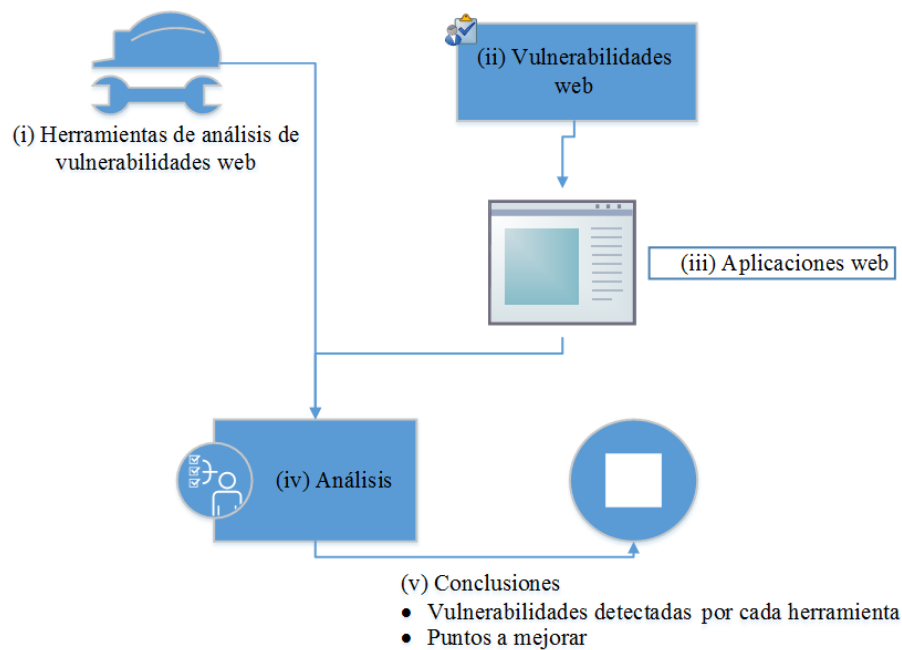 (i) Herramientas de análisis de
vulnerabilidades web
(ii) Vulnerabilidades
web
(iii) Aplicaciones web
(iv) Análisis
(v) Conclusiones
• Vulnerabilidades detectadas por cada herramienta
• Puntos a mejorar